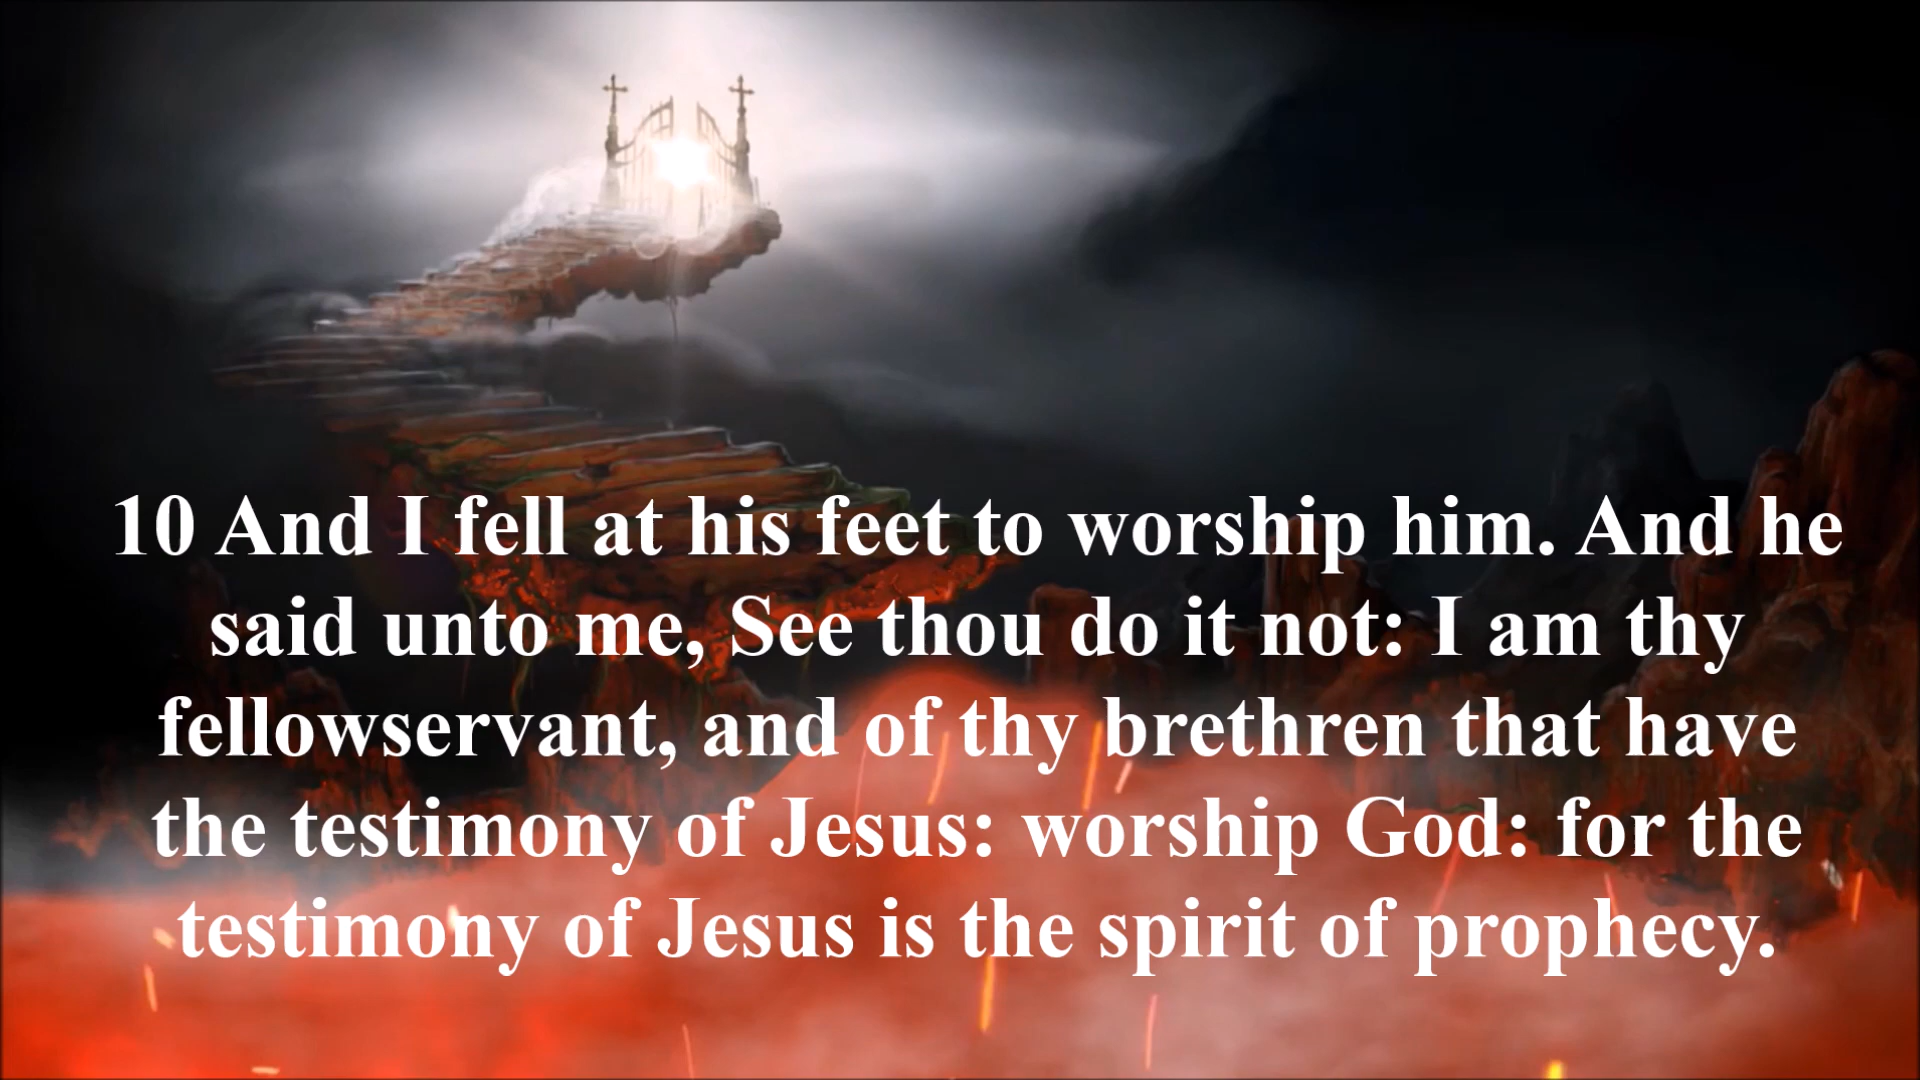 10 And I fell at his feet to worship him. And he
said unto me, See thou do it not: I am thy
fellowservant, and of thy brethren that have
the testimony of Jesus: worship God: for the
testimony of Jesus is the spirit of prophecy.